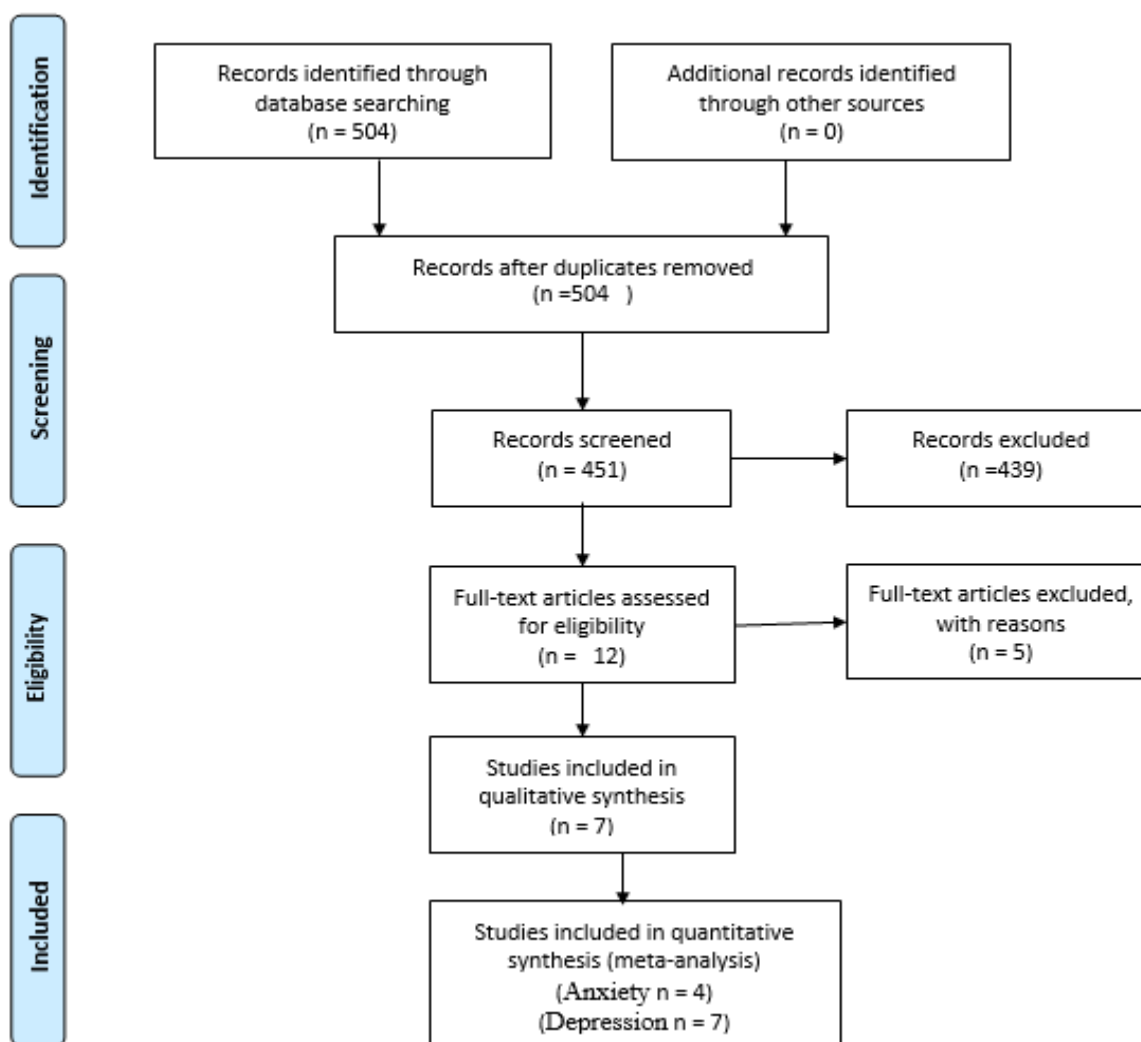 Identification
Records identified through
database searching
(n = 504)
Additional records identified
through other sources
(n = 0)
Records after duplicates removed
(n =504   )
Screening
Records screened
(n = 451)
Records excluded
(n =439)
Eligibility
Full-text articles assessed
for eligibility
(n =   12)
Full-text articles excluded,
with reasons
(n = 5)
Studies included in
qualitative synthesis
(n = 7)
Included
Studies included in quantitative
synthesis (meta-analysis)
(Anxiety n = 4)
(Depression n = 7)